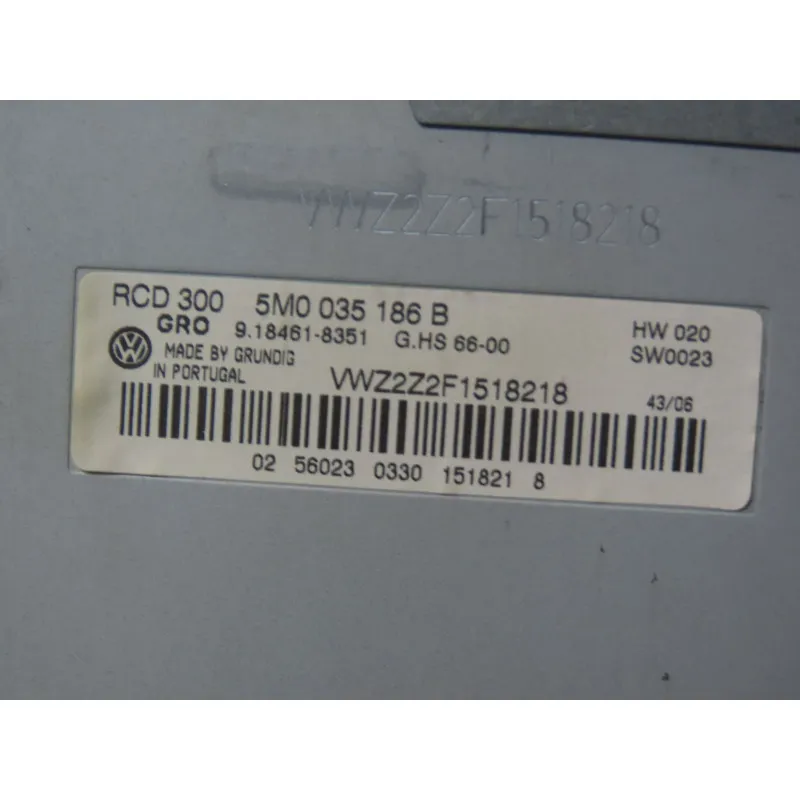 VWZ2Z2F1518218
RCD 300 5M0 035 186 B
GRO 9.18461-8351 G.HS 66-00
HW 020
SW0023
MADE BY GRUNDIG
IN PORTUGAL
VWZ2Z2F1518218
43/06
02 56023 0330 151821 8